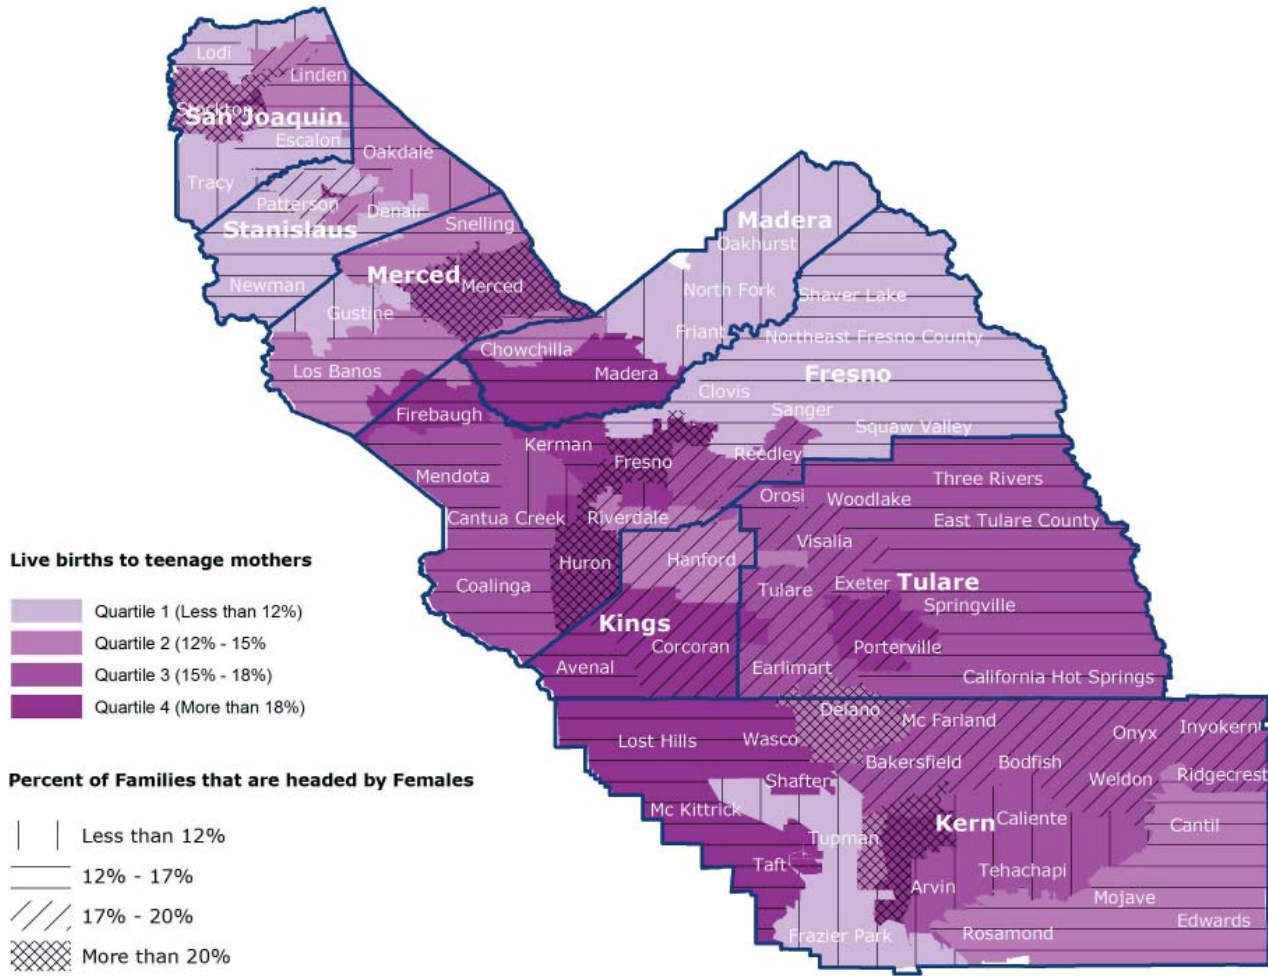 Lodi
Linden
Stockton
San Joaquin
Escalon
Oakdale
Tracy
Patterson
Denair
Stanislaus
Snelling
Madera
Oakhurst
Merced
Merced
Newman
North Fork
Shaver Lake
Gustine
Friant
Northeast Fresno County
Chowchilla
Los Banos
Madera
Fresno
Clovis
Firebaugh
Sanger
Squaw Valley
Kerman
Fresno
Reedley
Mendota
Three Rivers
Orosi
Woodlake
Cantua Creek
Riverdale
East Tulare County
Visalia
Live births to teenage mothers
Huron
Hanford
Coalinga
Tulare
Exeter
Tulare
Quartile 1 (Less than 12%)
Springville
Kings
Quartile 2 (12% - 15%
Corcoran
Porterville
Avenal
Earlimart
Quartile 3 (15% - 18%)
California Hot Springs
Quartile 4 (More than 18%)
Delano
Mc Farland
Lost Hills
Wasco
Onyx
Inyokern
Bakersfield
Bodfish
Percent of Families that are headed by Females
Shafter
Weldon
Ridgecrest
Mc Kittrick
Kern
Caliente
Cantil
Less than 12%
Tupman
Taft
Tehachapi
12% - 17%
Arvin
Mojave
17% - 20%
Edwards
Frazier Park
Rosamond
More than 20%